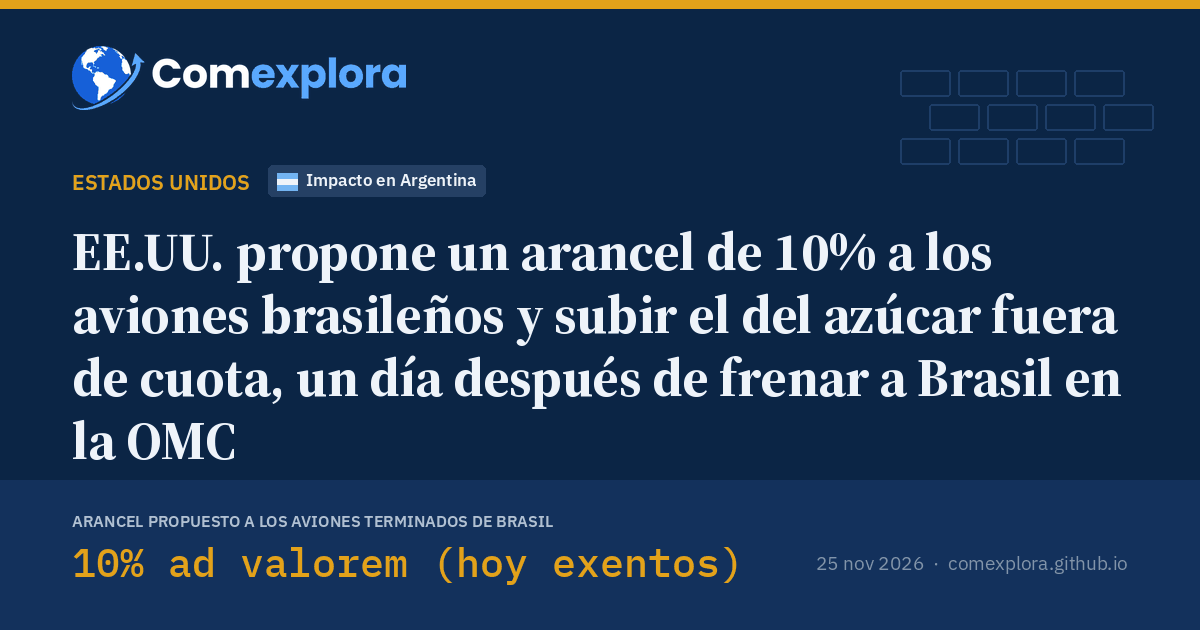 Comexplora
ESTADOS UNIDOS
Impacto en Argentina
EE.UU. propone un arancel de 10% a los
aviones brasileños y subir el del azúcar fuera
de cuota, un día después de frenar a Brasil en
la OMC
ARANCEL PROPUESTO A LOS AVIONES TERMINADOS DE BRASIL
10% ad valorem (hoy exentos)
25 nov 2026 · comexplora.github.io